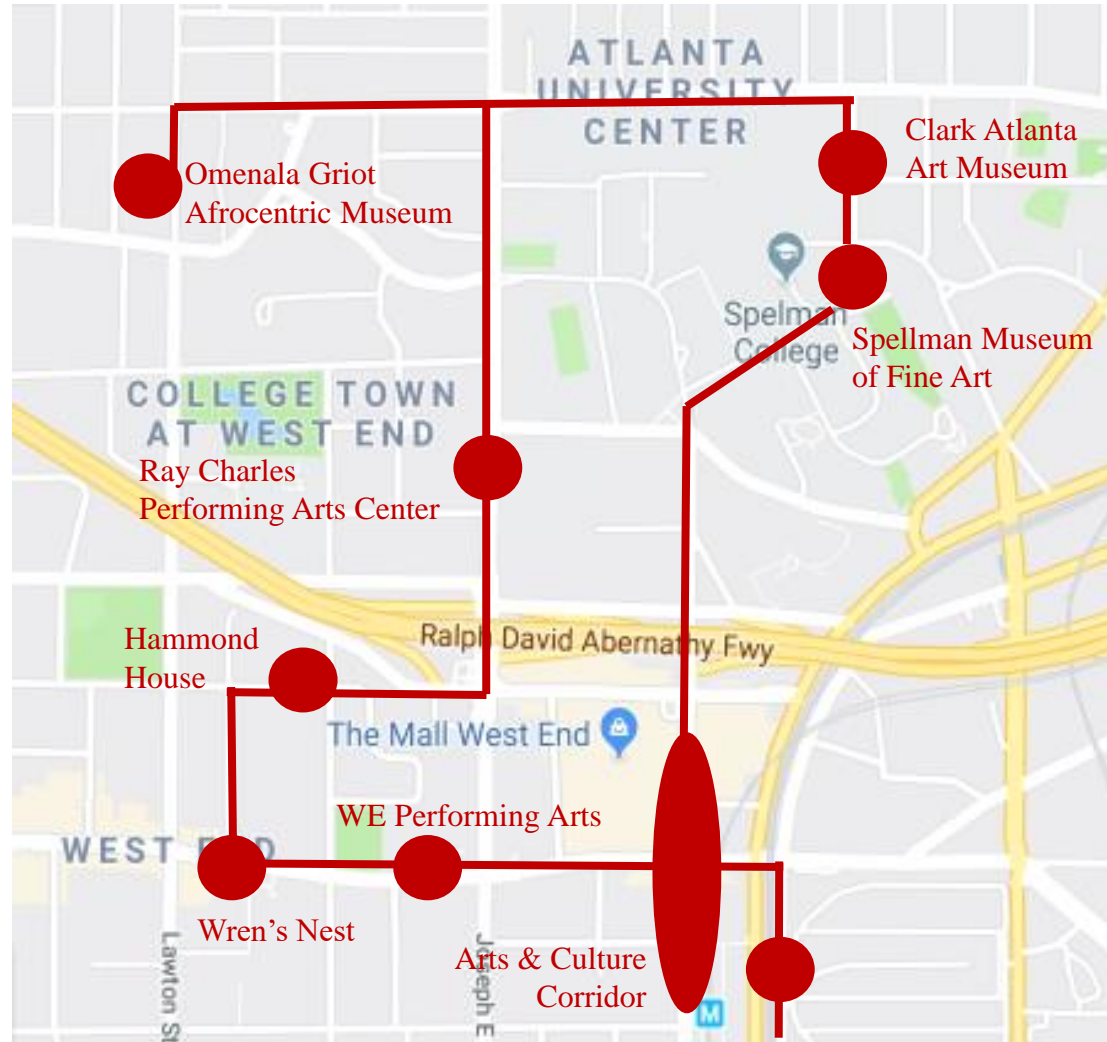 ATLANTA
UNIVERSITY
CENTER
Clark Atlanta
Art Museum
Omenala Griot
Afrocentric Museum
Spelman
College
Spellman Museum
of Fine Art
COLLEGE TOWN
AT WEST END
Ray Charles
Performing Arts Center
Hammond
House
Ralph David Abernathy Fwy
The Mall West End
WE Performing Arts
WEST END
Wren's Nest
Lawton St
Joseph E
Arts & Culture
Corridor
M